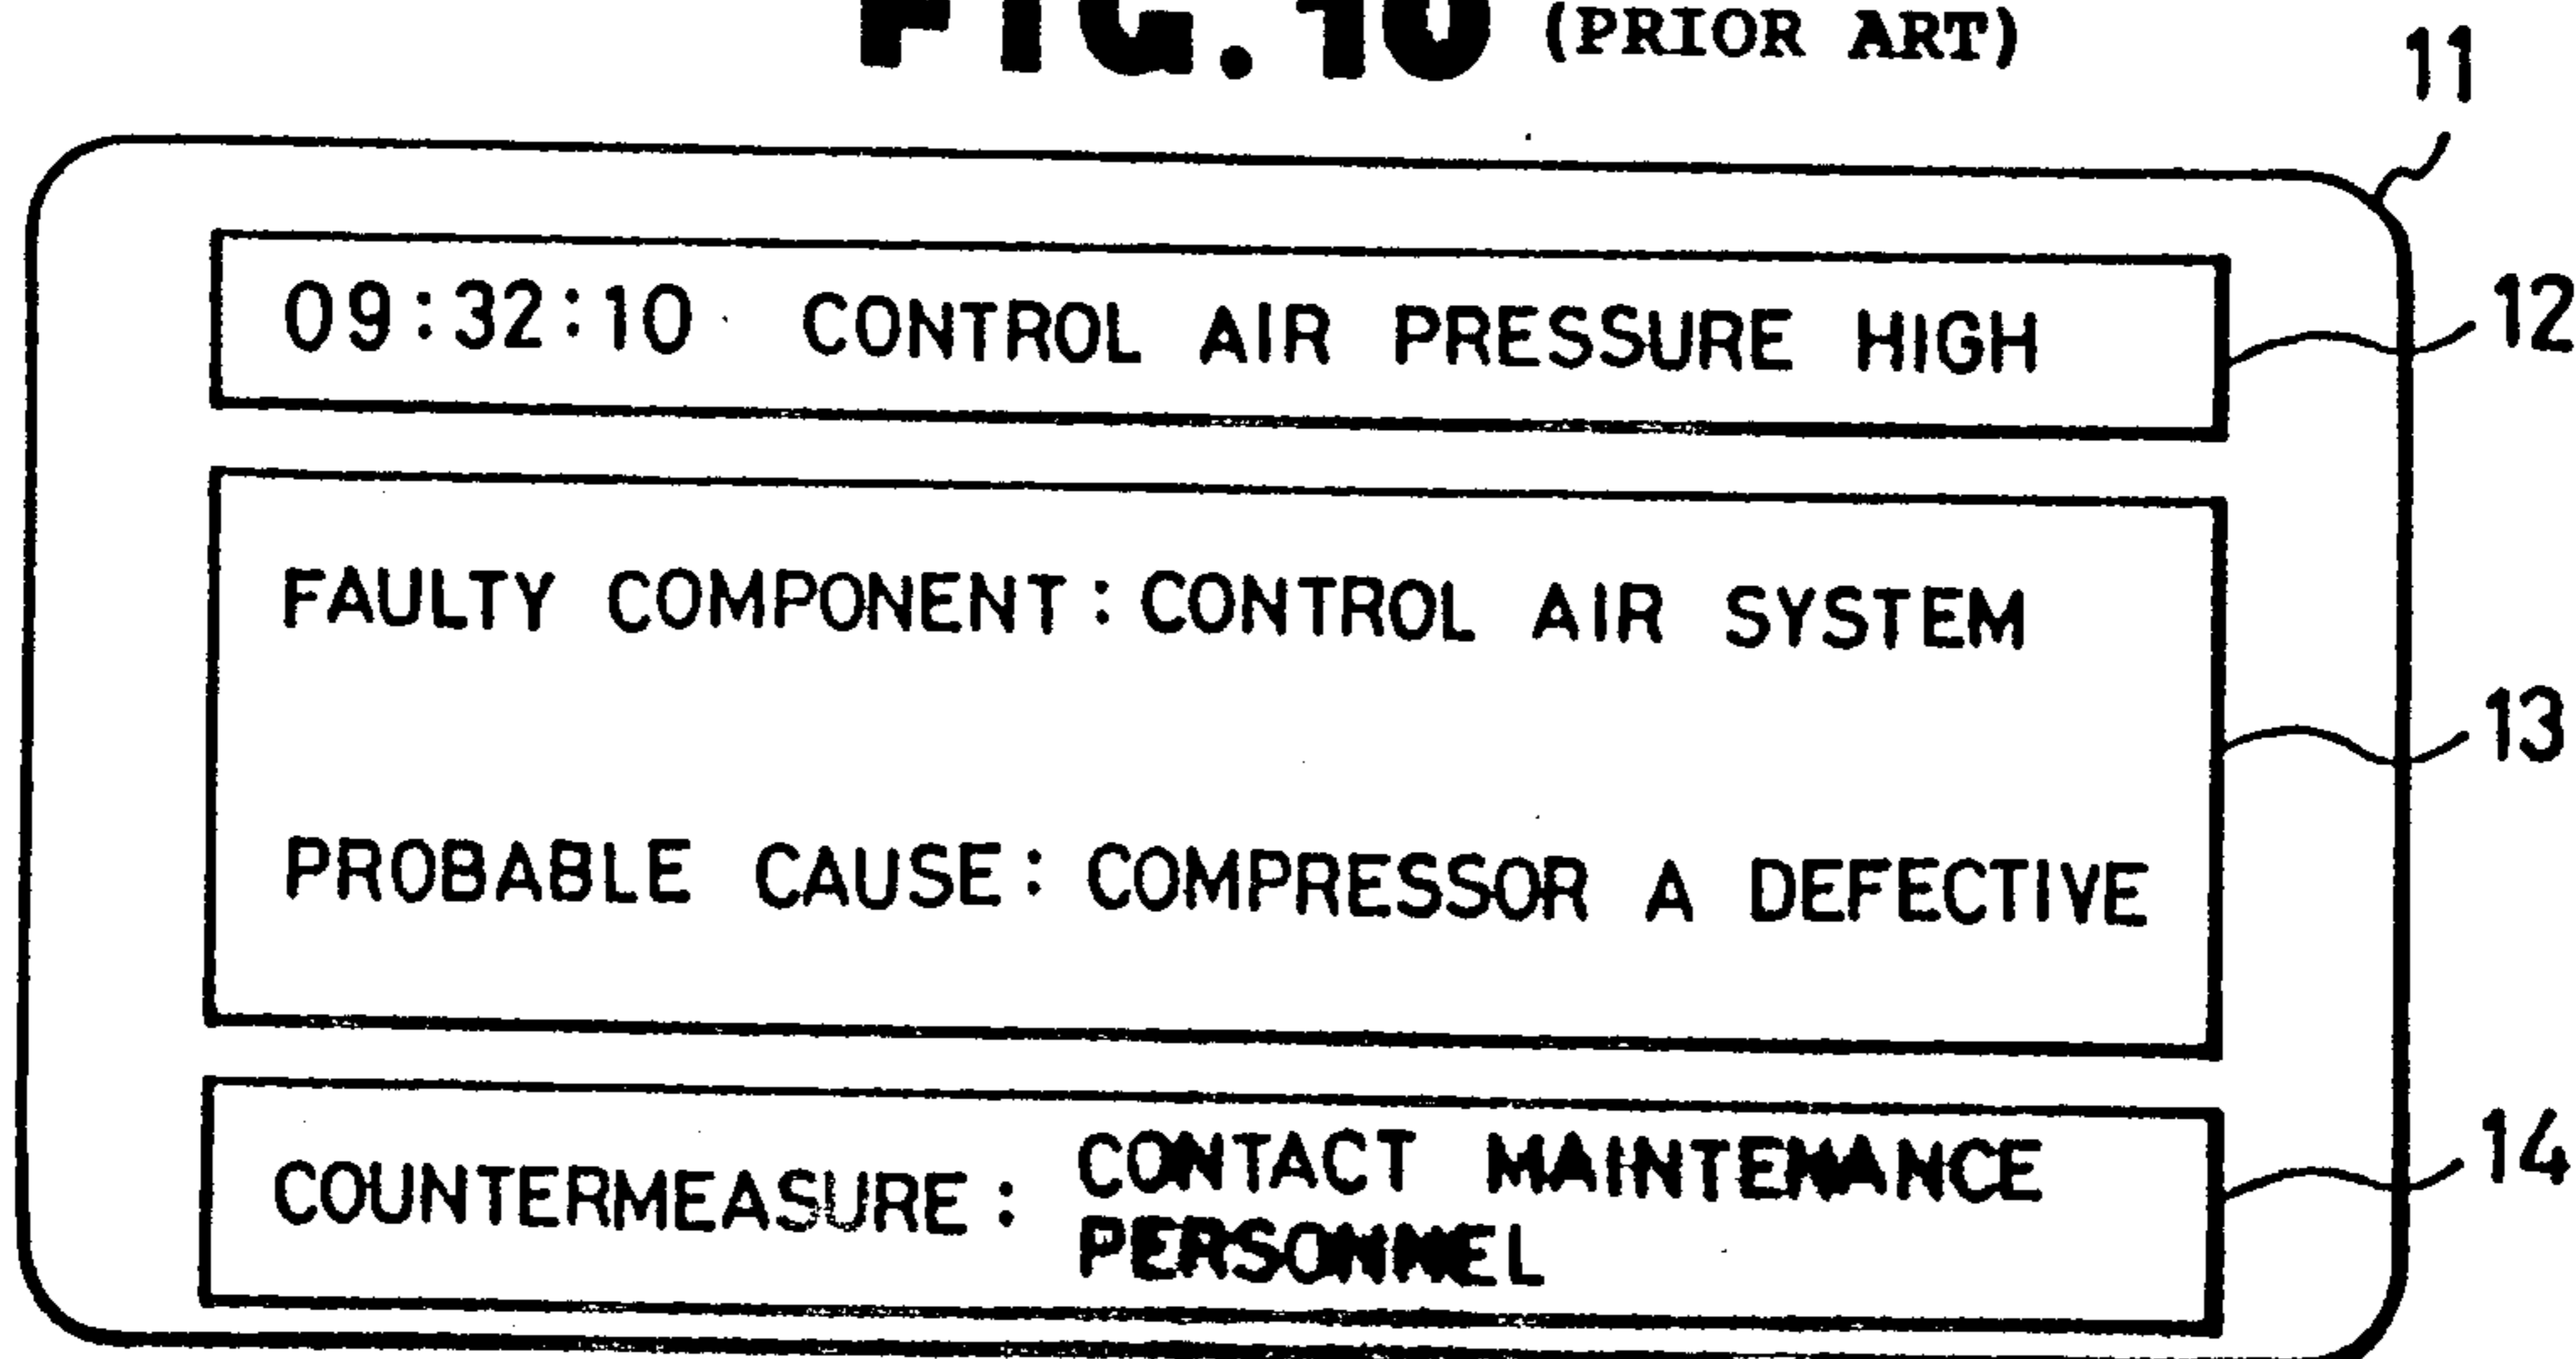 FIG. 10 (PRIOR ART)
11
09:32:10 CONTROL AIR PRESSURE HIGH
12
FAULTY COMPONENT: CONTROL AIR SYSTEM
13
PROBABLE CAUSE: COMPRESSOR A DEFECTIVE
COUNTERMEASURE: CONTACT MAINTENANCE
PERSONNEL
14